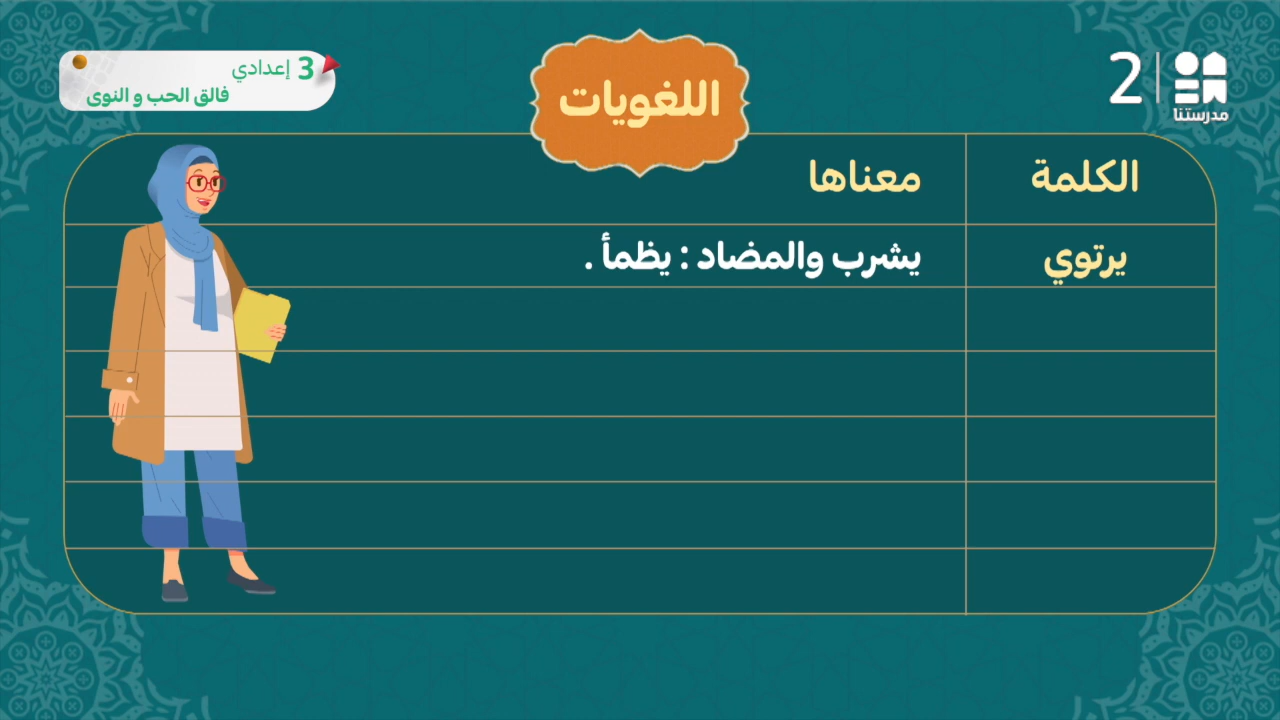 2
مدرستنا
3 إعدادي
فالق الحب و النوى
اللغويات
الكلمة
معناها
يرتوي
يشرب والمضاد : يظمأ .